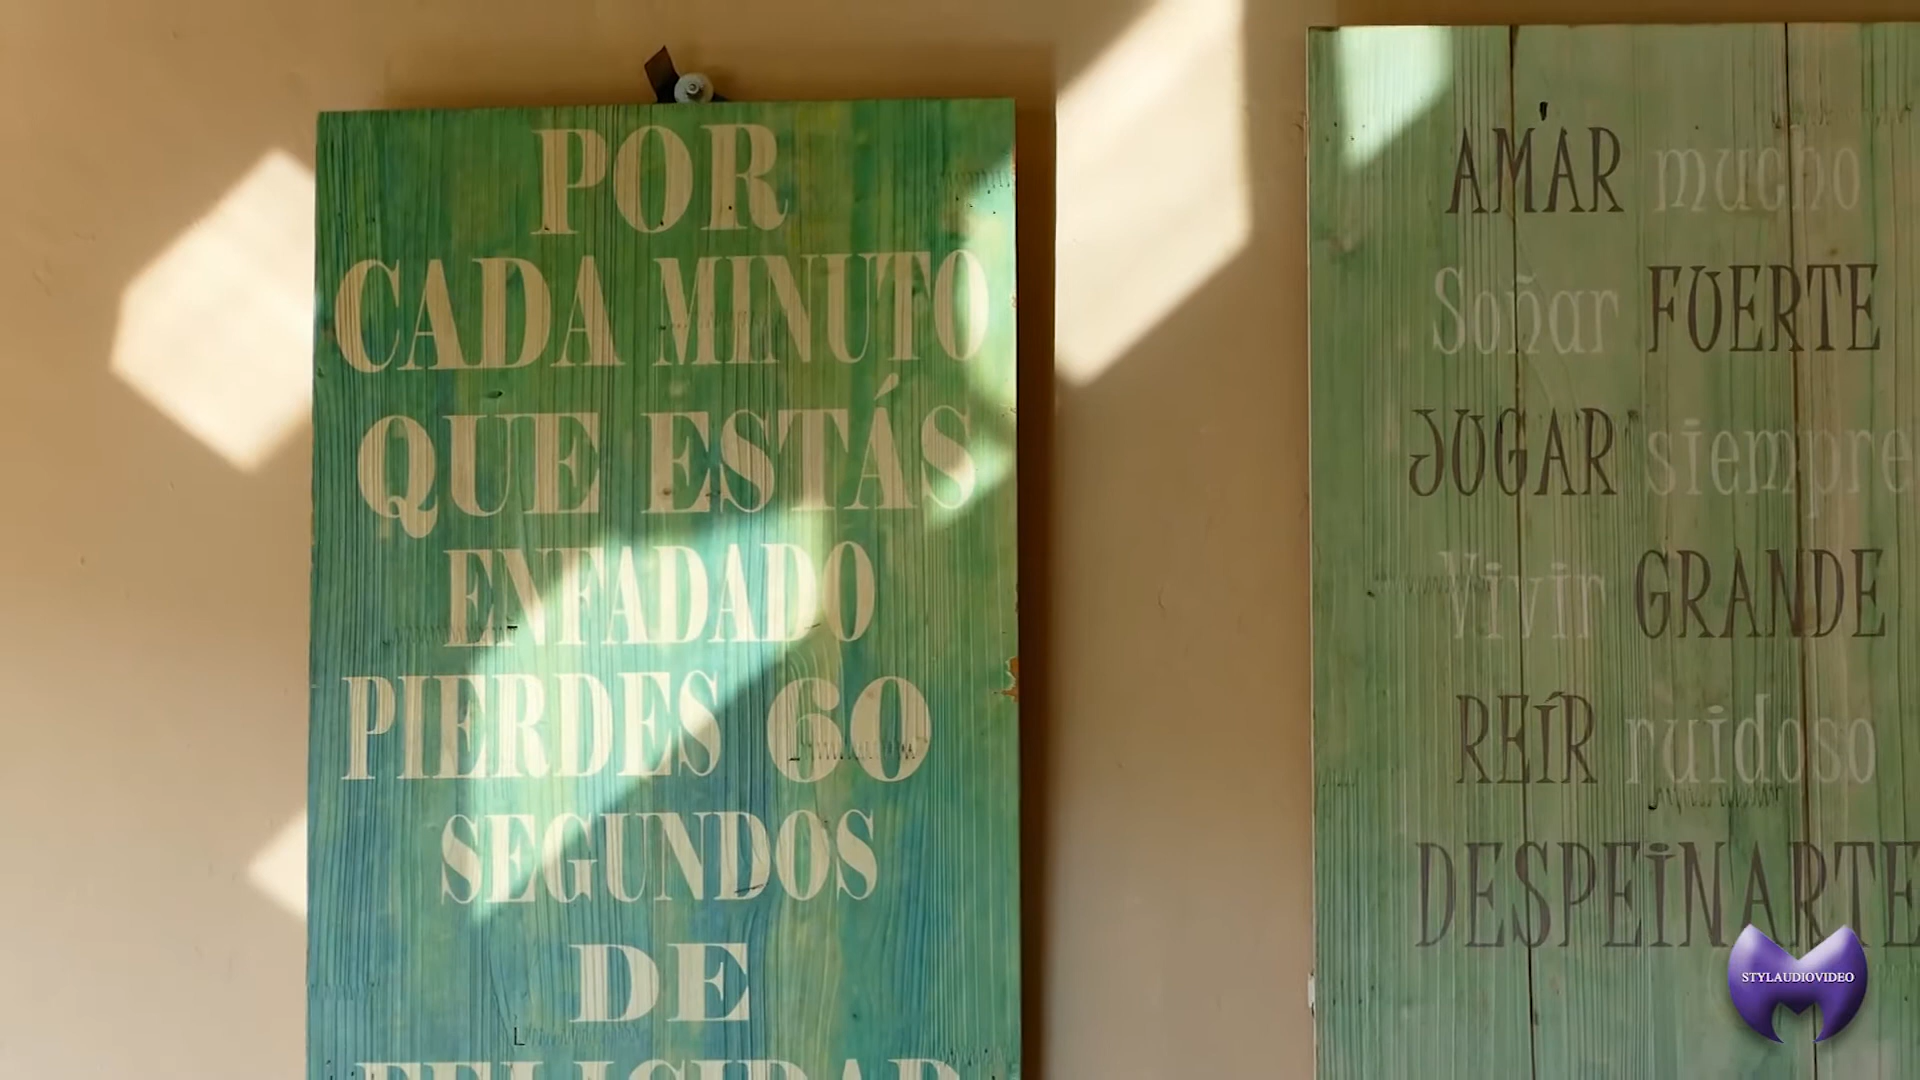 POR
CADA MINUTO
QUE ESTÁS
ENFADADO
PIERDES 60
SEGUNDOS
DE
FELICIDAD
AMAR mucho
Soñar FUERTE
JUGAR siempre
Vivir GRANDE
REÍR ruidoso
DESPEINARTE
STYLAUDIOVIDEO